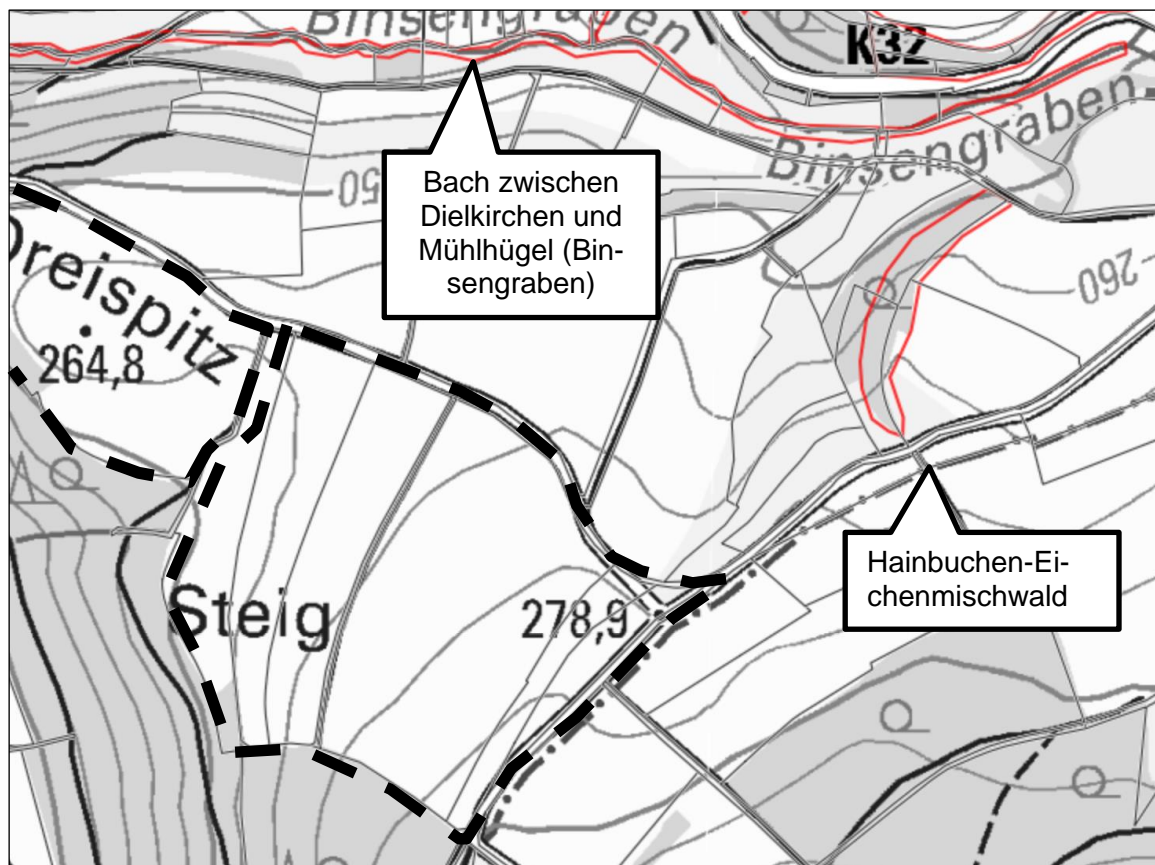 Binsengraben
K32
Binsengraben
50
Bach zwischen
Dielkirchen und
Mühlhügel (Bin-
sengraben)
260
Dreispitz
264,8
Hainbuchen-Ei-
chenmischwald
Steig
278,9